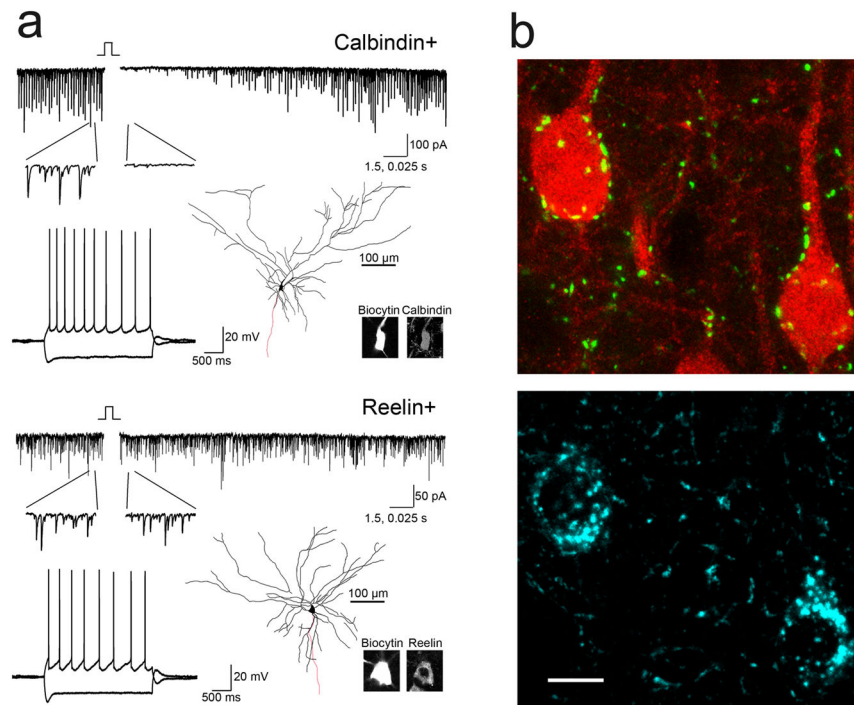 a
Calbindin+
100 pA
1.5, 0.025 s
100 µm
Biocytin Calbindin
20 mV
500 ms
Reelin+
50 pA
1.5, 0.025 s
100 µm
Biocytin Reelin
20 mV
500 ms
b